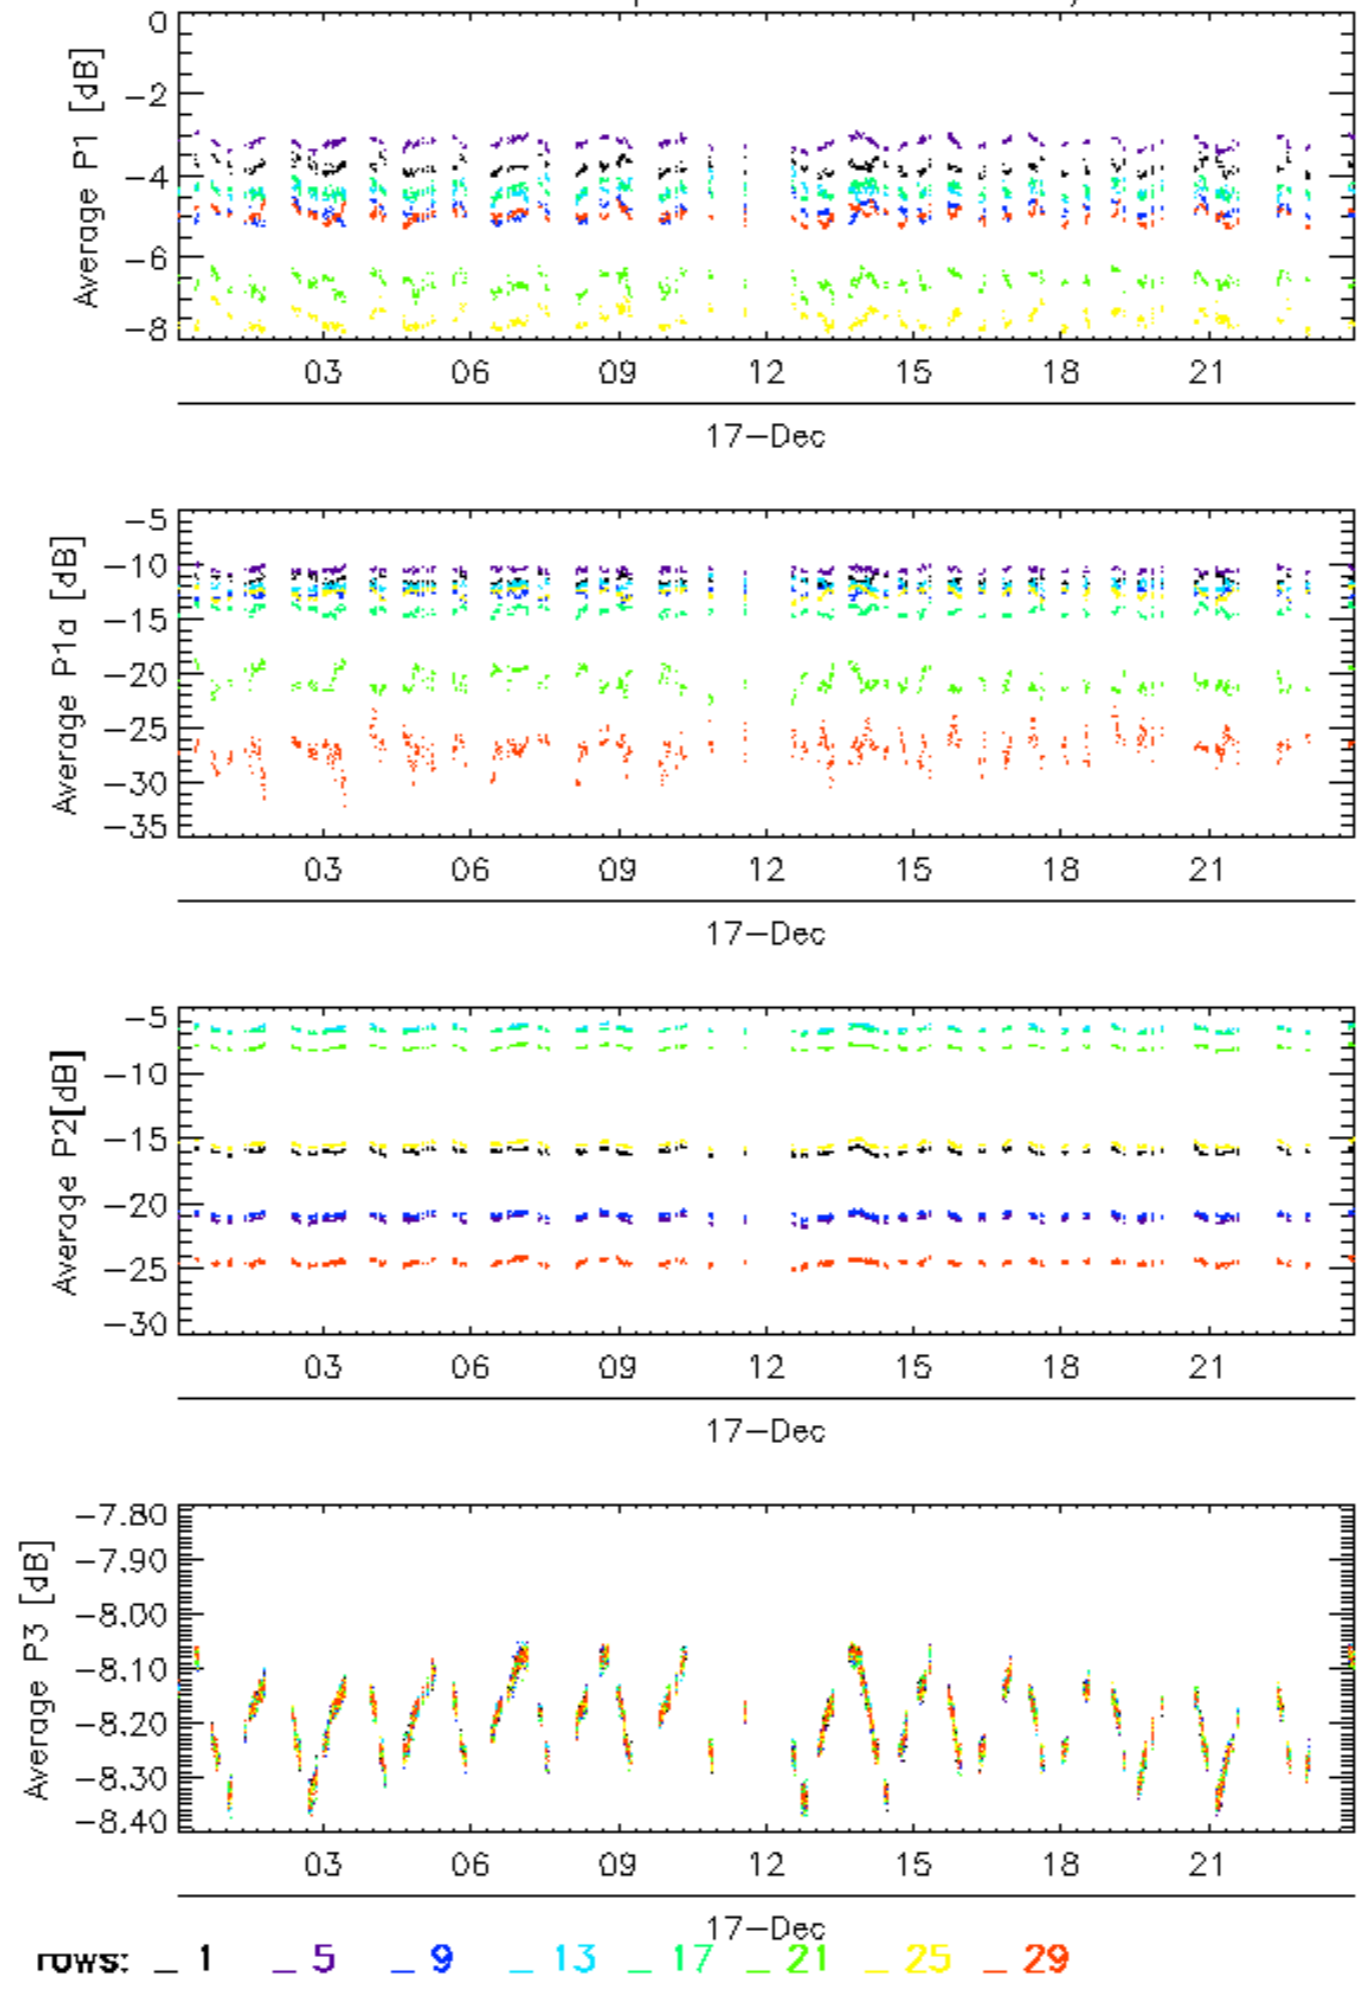 0
Average P1 [dB]
−2
−4
−6
−8
03 06 09 12 15 18 21
17−Dec
−5
Average P1a [dB]
−10
−15
−20
−25
−30
−35
03 06 09 12 15 18 21
17−Dec
−5
Average P2[dB]
−10
−15
−20
−25
−30
03 06 09 12 15 18 21
17−Dec
−7.80
Average P3 [dB]
−7.90
−8.00
−8.10
−8.20
−8.30
−8.40
03 06 09 12 15 18 21
17−Dec
rows: _ 1 _ 5 _ 9 _ 13 _ 17 _ 21 _ 25 _ 29